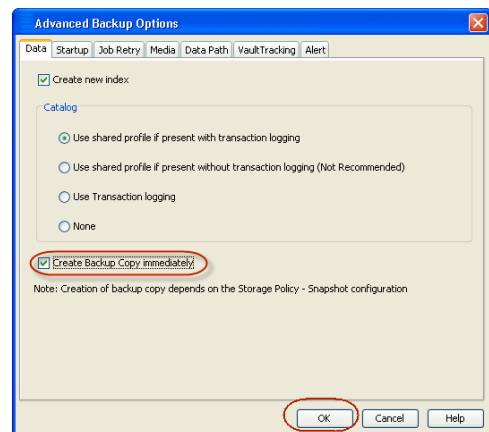 Advanced Backup Options
Data Startup Job Retry Media Data Path VaultTracking Alert
Create new index
Catalog
Use shared profile if present with transaction logging
Use shared profile if present without transaction logging (Not Recommended)
Use Transaction logging
None
Create Backup Copy immediately
Note: Creation of backup copy depends on the Storage Policy - Snapshot configuration
OK Cancel Help